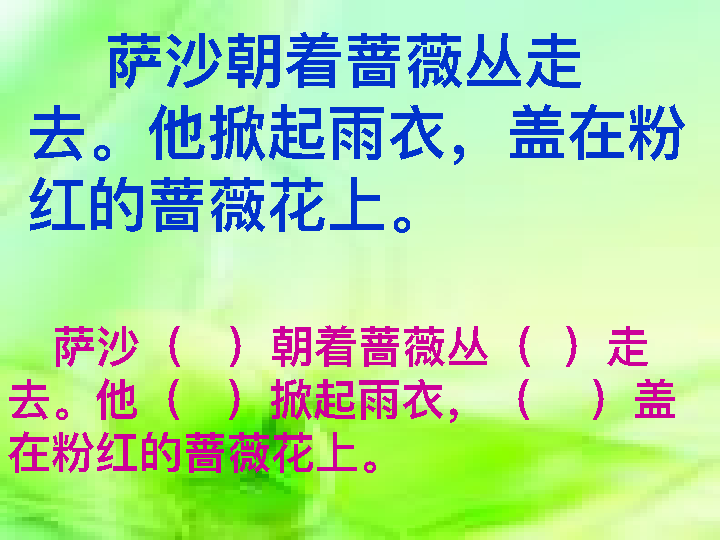 萨沙朝着蔷薇丛走
去。他掀起雨衣，盖在粉
红的蔷薇花上。
萨沙（　）朝着蔷薇丛（　）走
去。他（　）掀起雨衣，（　）盖
在粉红的蔷薇花上。